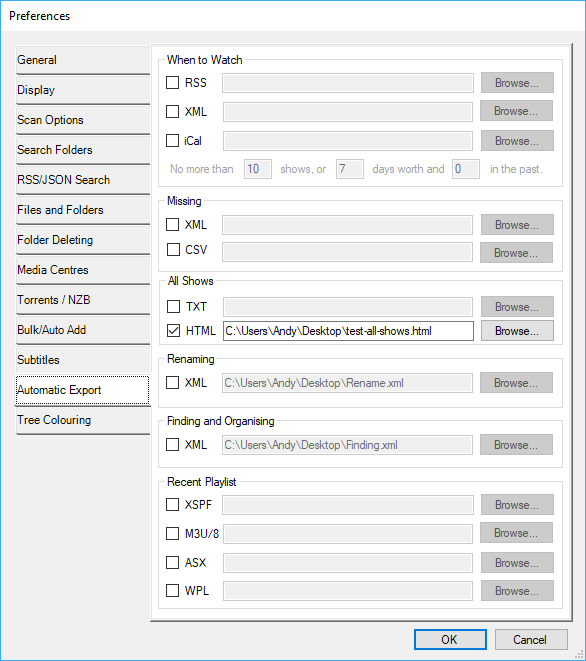 Preferences
General
Display
Scan Options
Search Folders
RSS/JSON Search
Files and Folders
Folder Deleting
Media Centres
Torrents / NZB
Bulk/Auto Add
Subtitles
Automatic Export
Tree Colouring
When to Watch
RSS Browse...
XML Browse...
iCal Browse...
No more than 10 shows, or 7 days worth and 0 in the past.
Missing
XML Browse...
CSV Browse...
All Shows
TXT Browse...
HTML C:\Users\Andy\Desktop\test-all-shows.html Browse...
Renaming
XML C:\Users\Andy\Desktop\Rename.xml Browse...
Finding and Organising
XML C:\Users\Andy\Desktop\Finding.xml Browse...
Recent Playlist
XSPF Browse...
M3U/8 Browse...
ASX Browse...
WPL Browse...
OK Cancel